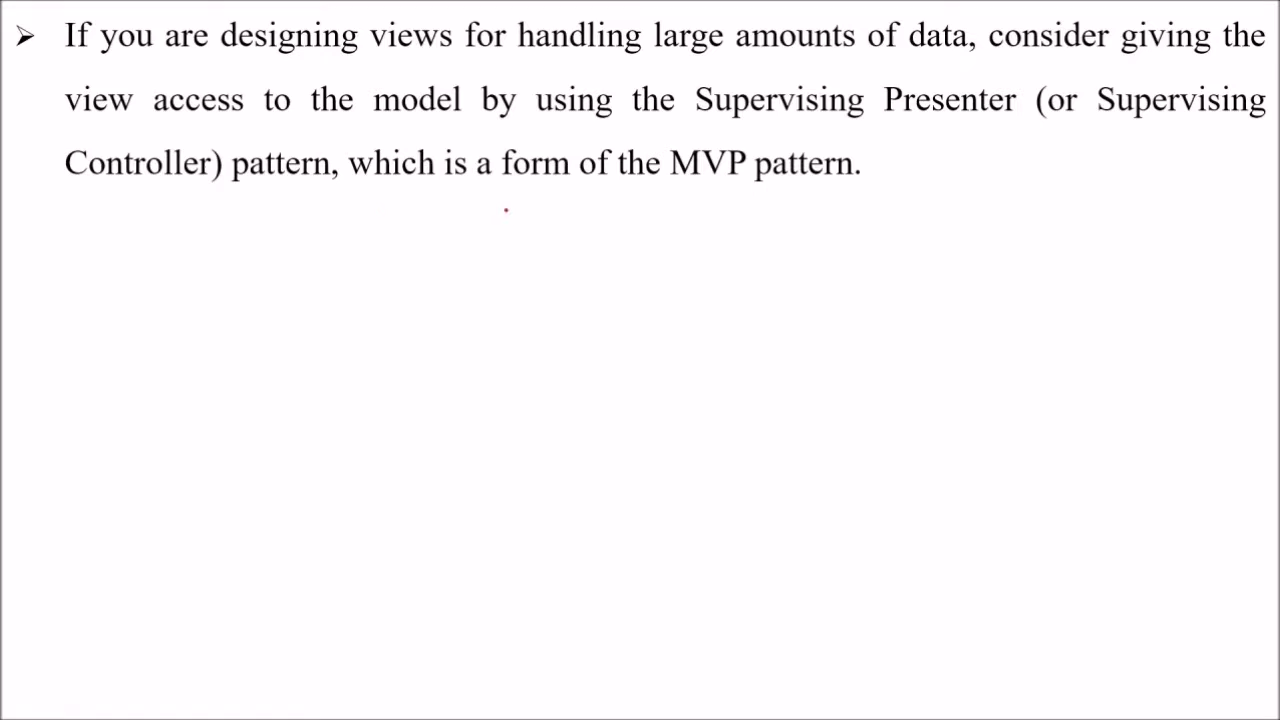 ➢ If you are designing views for handling large amounts of data, consider giving the
view access to the model by using the Supervising Presenter (or Supervising
Controller) pattern, which is a form of the MVP pattern.